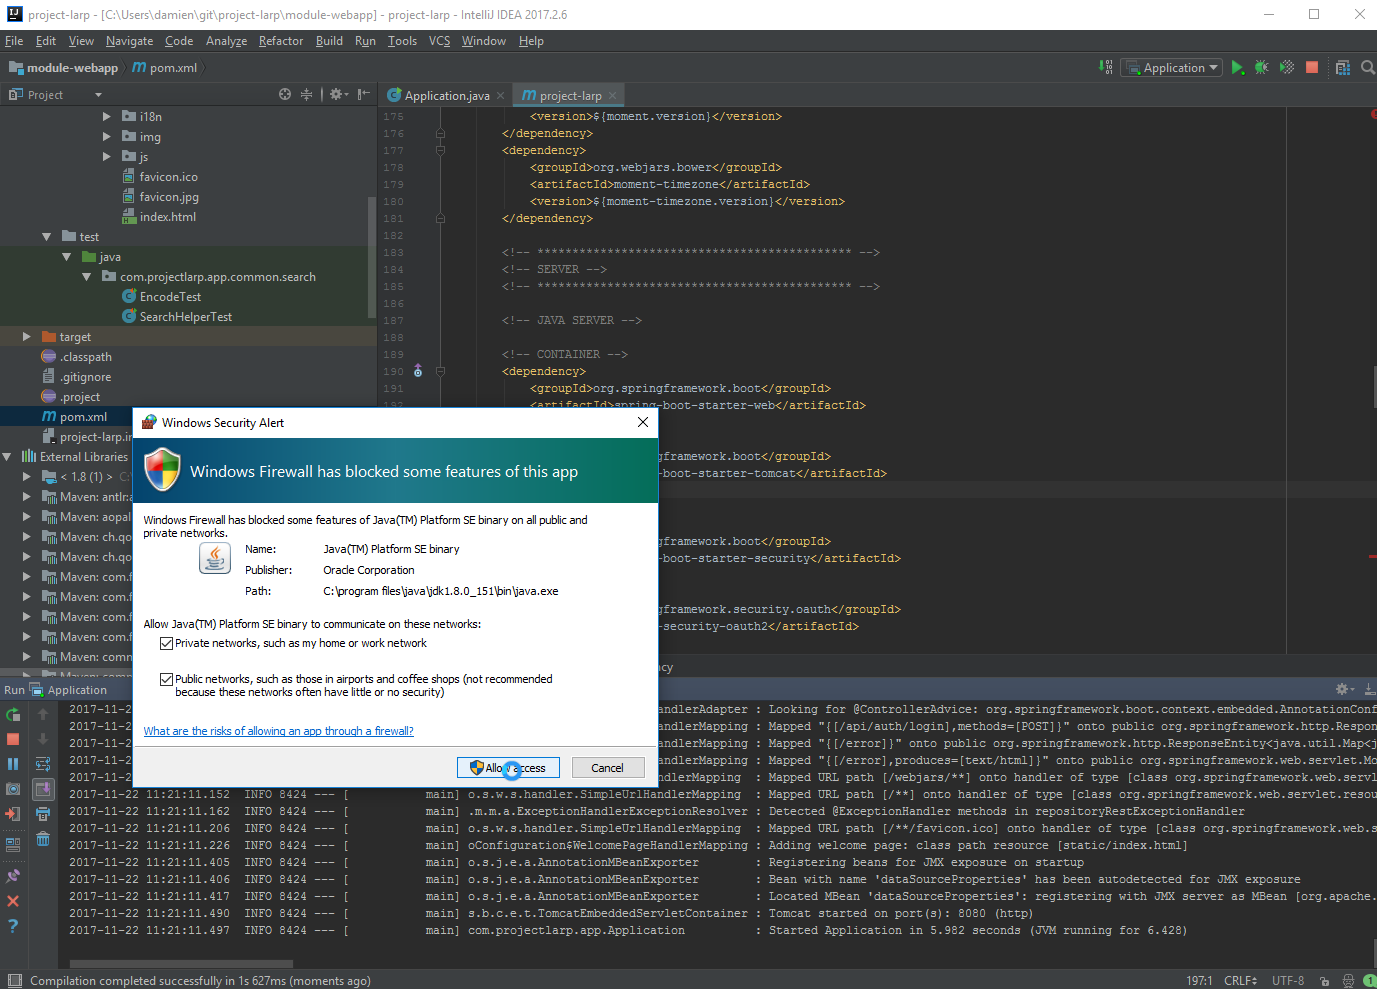 project-larp - [C:\Users\damien\git\project-larp\module-webapp] - project-larp - IntelliJ IDEA 2017.2.6
File Edit View Navigate Code Analyze Refactor Build Run Tools VCS Window Help
module-webapp pom.xml
Application
Project
Application.java project-larp
i18n
img
js
favicon.ico
favicon.jpg
index.html
test
java
com.projectlarp.app.common.search
EncodeTest
SearchHelperTest
target
.classpath
.gitignore
.project
pom.xml
project-larp.i
External Libraries
< 1.8 (1) > C:
Maven: antlr:a
Maven: aopal
Maven: ch.qo
Maven: ch.qo
Maven: com.f
Maven: com.f
Maven: com.f
Maven: com.f
Maven: comm
175 <version>${moment.version}</version>
176 </dependency>
177 <dependency>
178 <groupId>org.webjars.bower</groupId>
179 <artifactId>moment-timezone</artifactId>
180 <version>${moment-timezone.version}</version>
181 </dependency>
182
183 <!-- ********************************************* -->
184 <!-- SERVER -->
185 <!-- ********************************************* -->
186
187 <!-- JAVA SERVER -->
188
189 <!-- CONTAINER -->
190 <dependency>
191 <groupId>org.springframework.boot</groupId>
192 <artifactId>spring-boot-starter-web</artifactId>
gframework.boot</groupId>
-boot-starter-tomcat</artifactId>
gframework.boot</groupId>
-boot-starter-security</artifactId>
gframework.security.oauth</groupId>
-security-oauth2</artifactId>
cy
Windows Security Alert
Windows Firewall has blocked some features of this app
Windows Firewall has blocked some features of Java(TM) Platform SE binary on all public and
private networks.
Name: Java(TM) Platform SE binary
Publisher: Oracle Corporation
Path: C:\program files\java\jdk1.8.0_151\bin\java.exe
Allow Java(TM) Platform SE binary to communicate on these networks:
Private networks, such as my home or work network
Public networks, such as those in airports and coffee shops (not recommended
because these networks often have little or no security)
What are the risks of allowing an app through a firewall?
Allow access Cancel
Run Application
2017-11-2 HandlerAdapter : Looking for @ControllerAdvice: org.springframework.boot.context.embedded.AnnotationConf
2017-11-2 HandlerMapping : Mapped "{[/api/auth/login],methods=[POST]}" onto public org.springframework.http.Respon
2017-11-2 HandlerMapping : Mapped "{[/error]}" onto public org.springframework.http.ResponseEntity<java.util.Map<j
2017-11-2 HandlerMapping : Mapped "{[/error],produces=[text/html]}" onto public org.springframework.web.servlet.Mo
2017-11-2 HandlerMapping : Mapped URL path [/webjars/**] onto handler of type [class org.springframework.web.servl
2017-11-22 11:21:11.152 INFO 8424 --- [ main] o.s.w.s.handler.SimpleUrlHandlerMapping : Mapped URL path [/**] onto handler of type [class org.springframework.web.servlet.resou
2017-11-22 11:21:11.162 INFO 8424 --- [ main] .m.m.a.ExceptionHandlerExceptionResolver : Detected @ExceptionHandler methods in repositoryRestExceptionHandler
2017-11-22 11:21:11.206 INFO 8424 --- [ main] o.s.w.s.handler.SimpleUrlHandlerMapping : Mapped URL path [/**/favicon.ico] onto handler of type [class org.springframework.web.s
2017-11-22 11:21:11.226 INFO 8424 --- [ main] oConfiguration$WelcomePageHandlerMapping : Adding welcome page: class path resource [static/index.html]
2017-11-22 11:21:11.405 INFO 8424 --- [ main] o.s.j.e.a.AnnotationMBeanExporter : Registering beans for JMX exposure on startup
2017-11-22 11:21:11.406 INFO 8424 --- [ main] o.s.j.e.a.AnnotationMBeanExporter : Bean with name 'dataSourceProperties' has been autodetected for JMX exposure
2017-11-22 11:21:11.417 INFO 8424 --- [ main] o.s.j.e.a.AnnotationMBeanExporter : Located MBean 'dataSourceProperties': registering with JMX server as MBean [org.apache.
2017-11-22 11:21:11.490 INFO 8424 --- [ main] s.b.c.e.t.TomcatEmbeddedServletContainer : Tomcat started on port(s): 8080 (http)
2017-11-22 11:21:11.497 INFO 8424 --- [ main] com.projectlarp.app.Application : Started Application in 5.982 seconds (JVM running for 6.428)
Compilation completed successfully in 1s 627ms (moments ago) 197:1 CRLF UTF-8 1